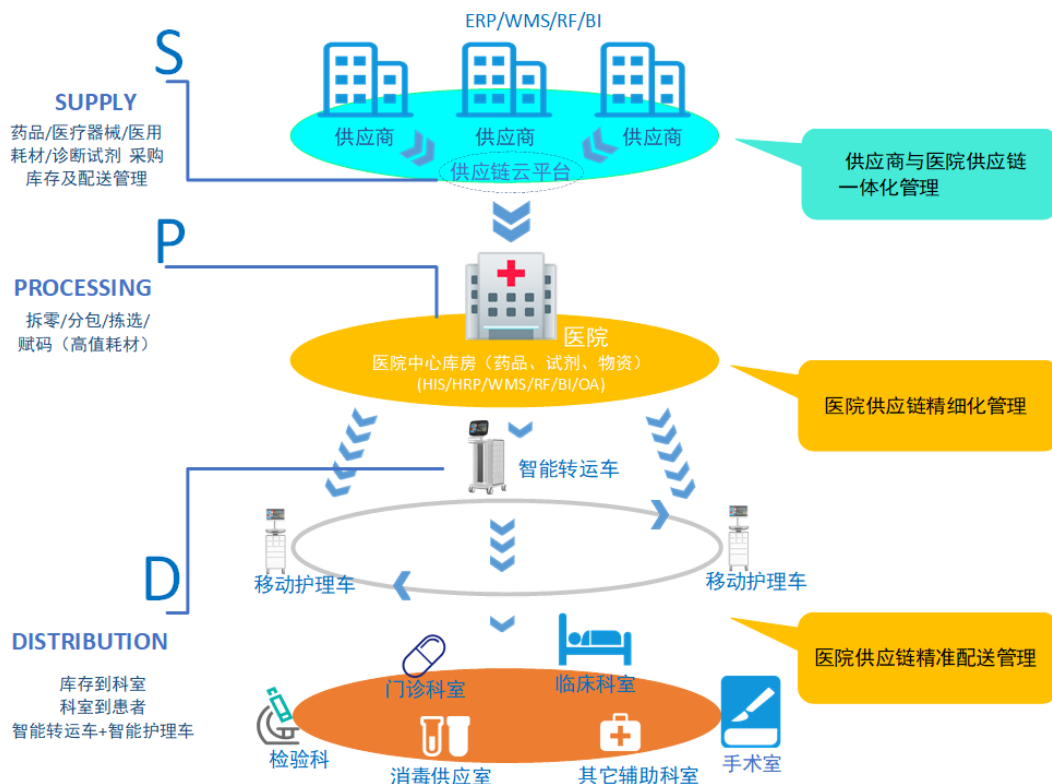 ERP/WMS/RF/BI
S
SUPPLY
药品/医疗器械/医用
耗材/诊断试剂 采购
库存及配送管理
供应商
供应商
供应商
供应链云平台
供应商与医院供应链
一体化管理
P
PROCESSING
拆零/分包/拣选/
赋码（高值耗材）
医院
医院中心库房（药品、试剂、物资）
(HIS/HRP/WMS/RF/BI/OA)
医院供应链精细化管理
智能转运车
移动护理车
移动护理车
D
DISTRIBUTION
库存到科室
科室到患者
智能转运车+智能护理车
医院供应链精准配送管理
门诊科室
临床科室
检验科
消毒供应室
其它辅助科室
手术室